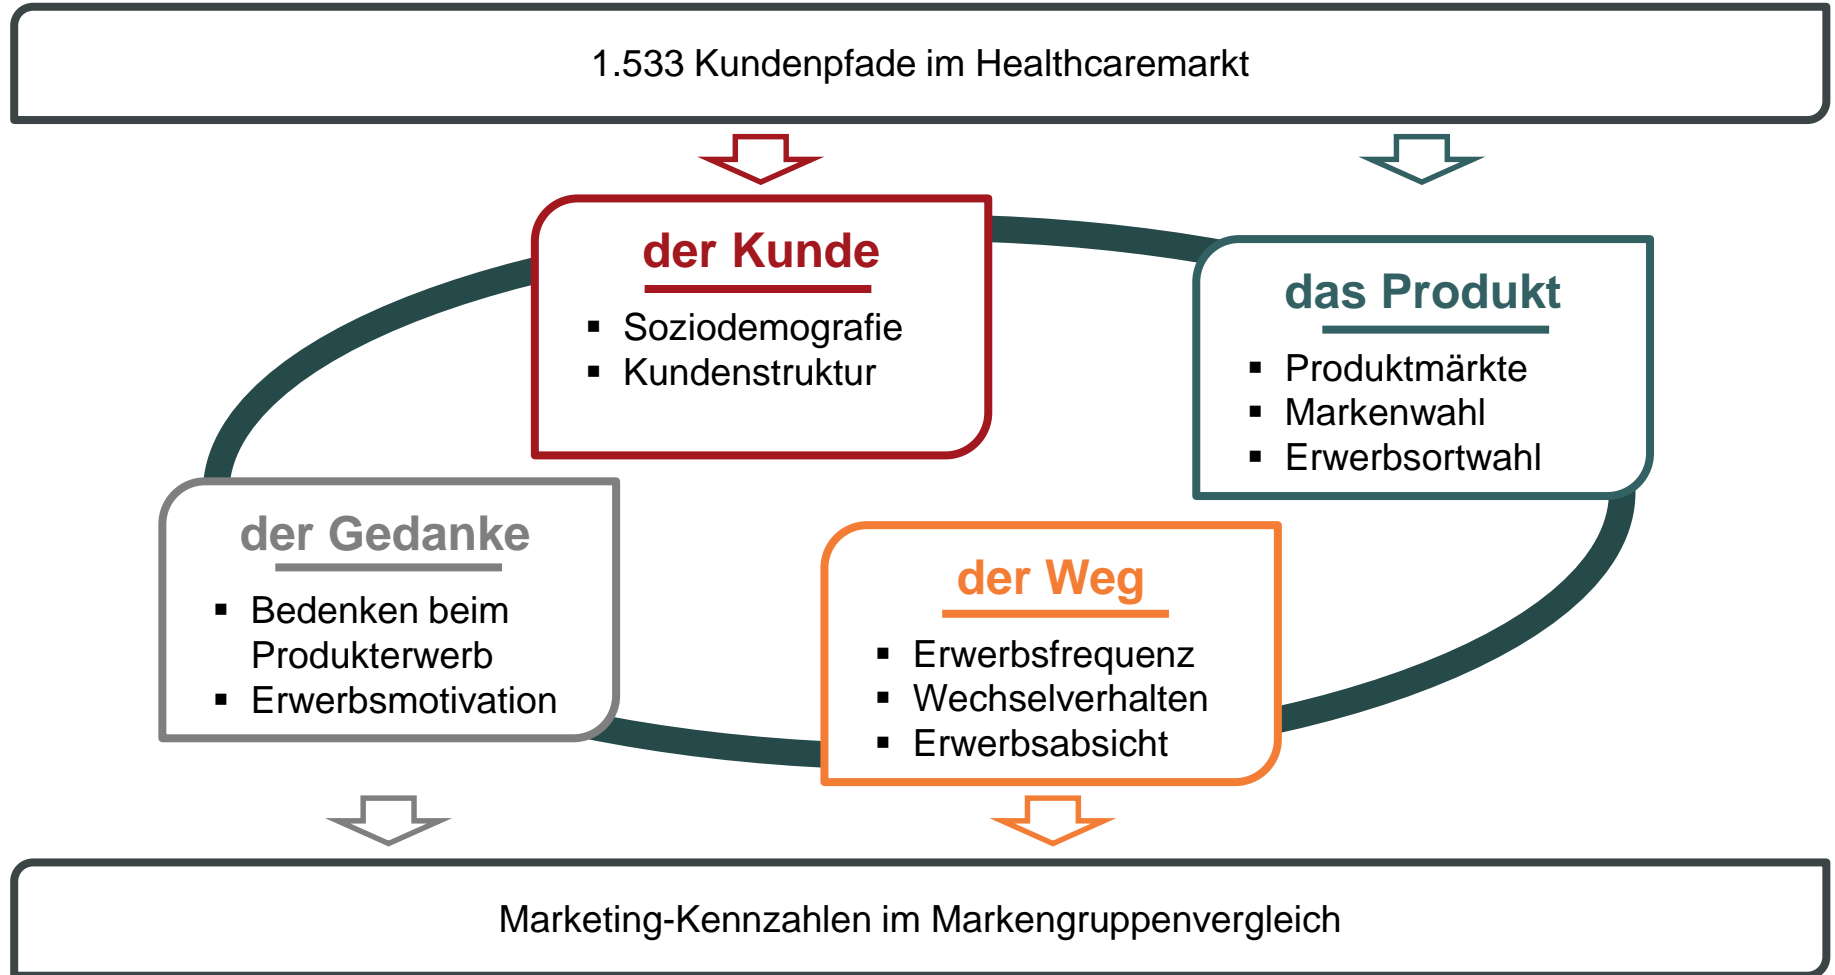 1.533 Kundenpfade im Healthcaremarkt
der Kunde
▪ Soziodemografie
▪ Kundenstruktur
das Produkt
▪ Produktmärkte
▪ Markenwahl
▪ Erwerbsortwahl
der Gedanke
▪ Bedenken beim
Produkterwerb
▪ Erwerbsmotivation
der Weg
▪ Erwerbsfrequenz
▪ Wechselverhalten
▪ Erwerbsabsicht
Marketing-Kennzahlen im Markengruppenvergleich